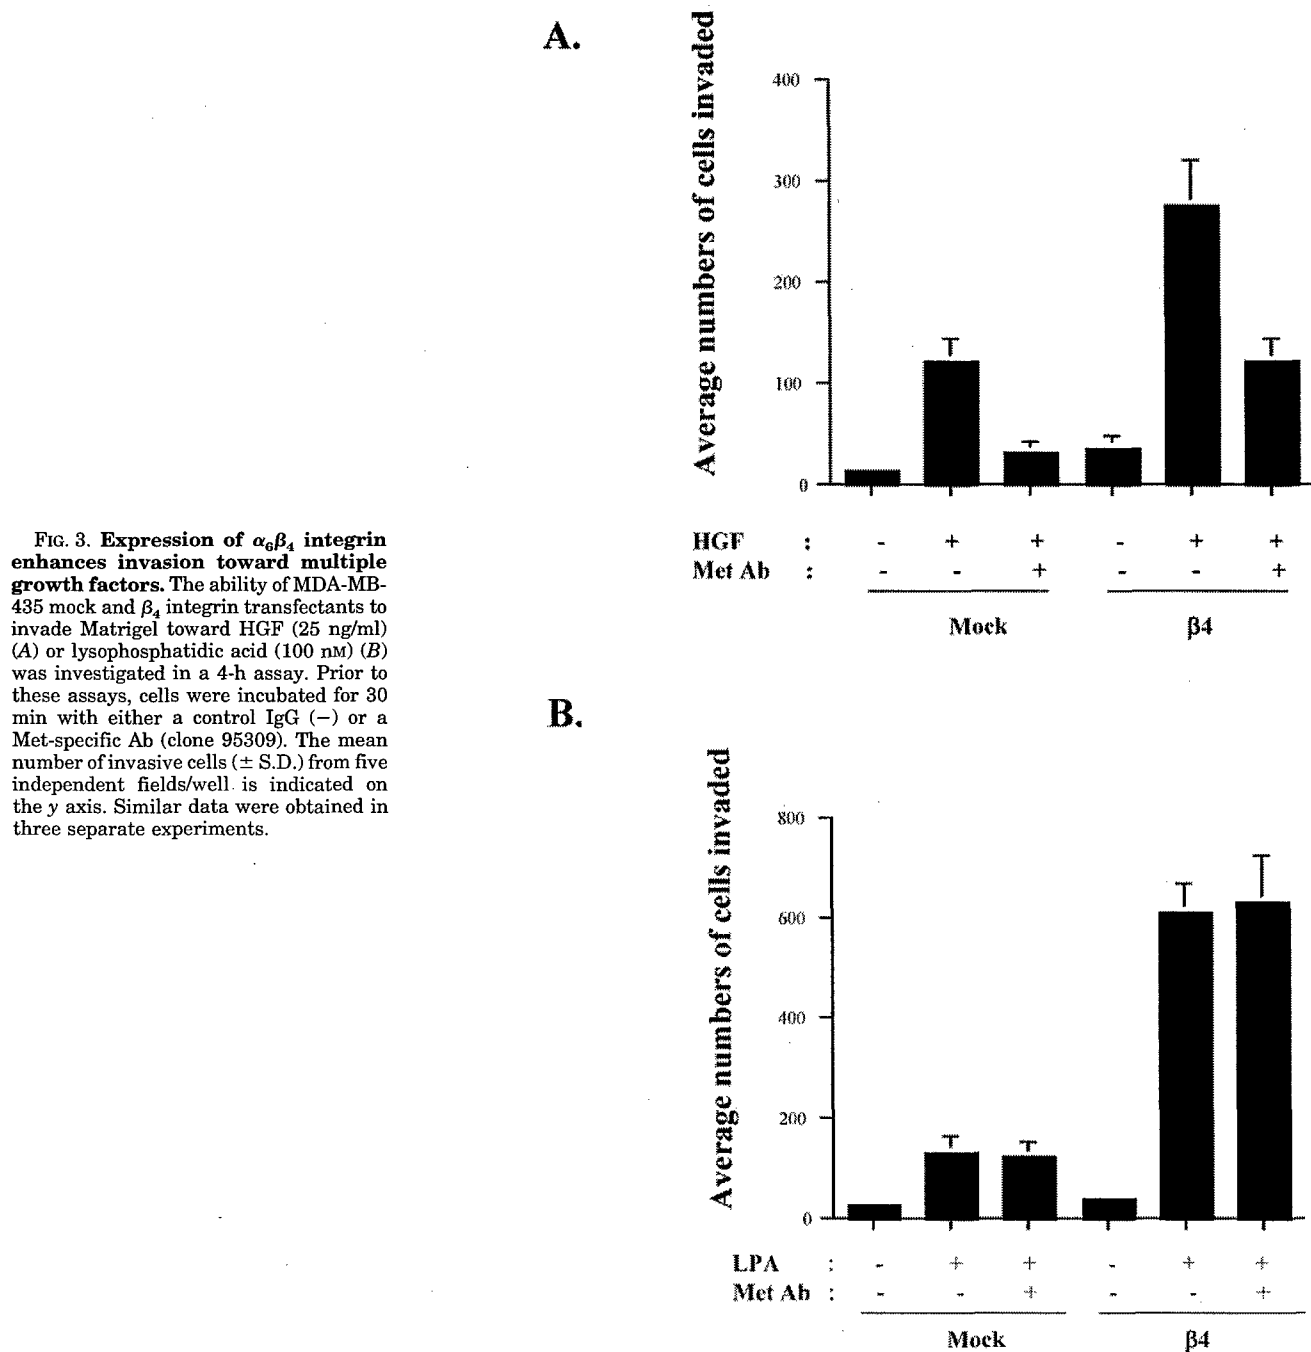 A.
Average numbers of cells invaded
400
300
200
100
0
HGF : - + + - + +
Met Ab : - - + - - +
Mock β4
FIG. 3. Expression of α6β4 integrin
enhances invasion toward multiple
growth factors. The ability of MDA-MB-
435 mock and β4 integrin transfectants to
invade Matrigel toward HGF (25 ng/ml)
(A) or lysophosphatidic acid (100 nM) (B)
was investigated in a 4-h assay. Prior to
these assays, cells were incubated for 30
min with either a control IgG (−) or a
Met-specific Ab (clone 95309). The mean
number of invasive cells (± S.D.) from five
independent fields/well is indicated on
the y axis. Similar data were obtained in
three separate experiments.
B.
Average numbers of cells invaded
800
600
400
200
0
LPA : - + + - + +
Met Ab : - - + - - +
Mock β4